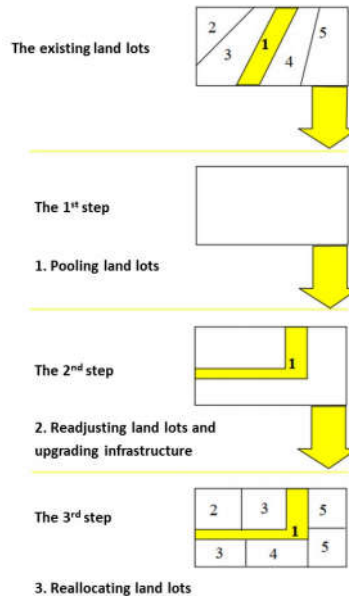 The existing land lots
2
3
1
4
5
The 1st step
1. Pooling land lots
The 2nd step
1
2. Readjusting land lots and
upgrading infrastructure
The 3rd step
2
3
5
1
3
4
5
3. Reallocating land lots